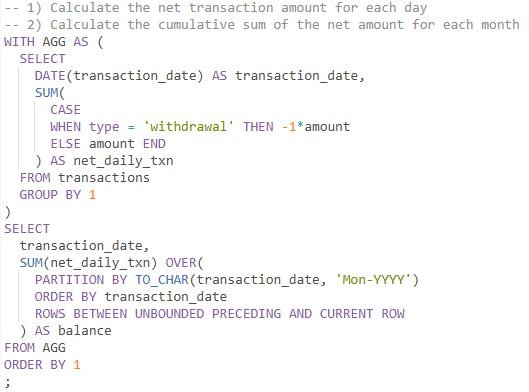 -- 1) Calculate the net transaction amount for each day
-- 2) Calculate the cumulative sum of the net amount for each month
WITH AGG AS (
  SELECT
    DATE(transaction_date) AS transaction_date,
    SUM(
      CASE
      WHEN type = 'withdrawal' THEN -1*amount
      ELSE amount END
    ) AS net_daily_txn
  FROM transactions
  GROUP BY 1
)
SELECT
  transaction_date,
  SUM(net_daily_txn) OVER(
    PARTITION BY TO_CHAR(transaction_date, 'Mon-YYYY')
    ORDER BY transaction_date
    ROWS BETWEEN UNBOUNDED PRECEDING AND CURRENT ROW
  ) AS balance
FROM AGG
ORDER BY 1
;